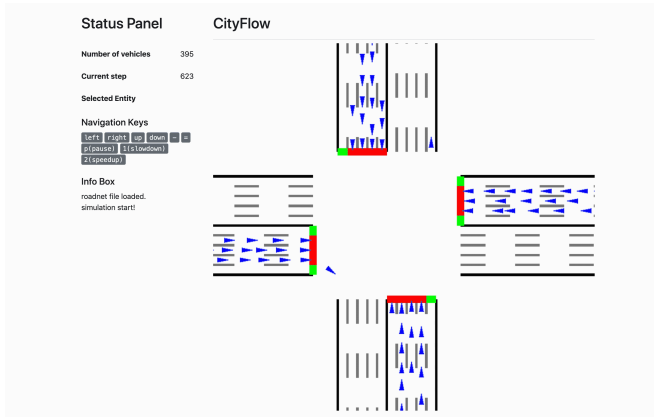 Status Panel
CityFlow
Number of vehicles 395
Current step 623
Selected Entity
Navigation Keys
left right up down - =
p(pause) 1(slowdown)
2(speedup)
Info Box
roadnet file loaded.
simulation start!